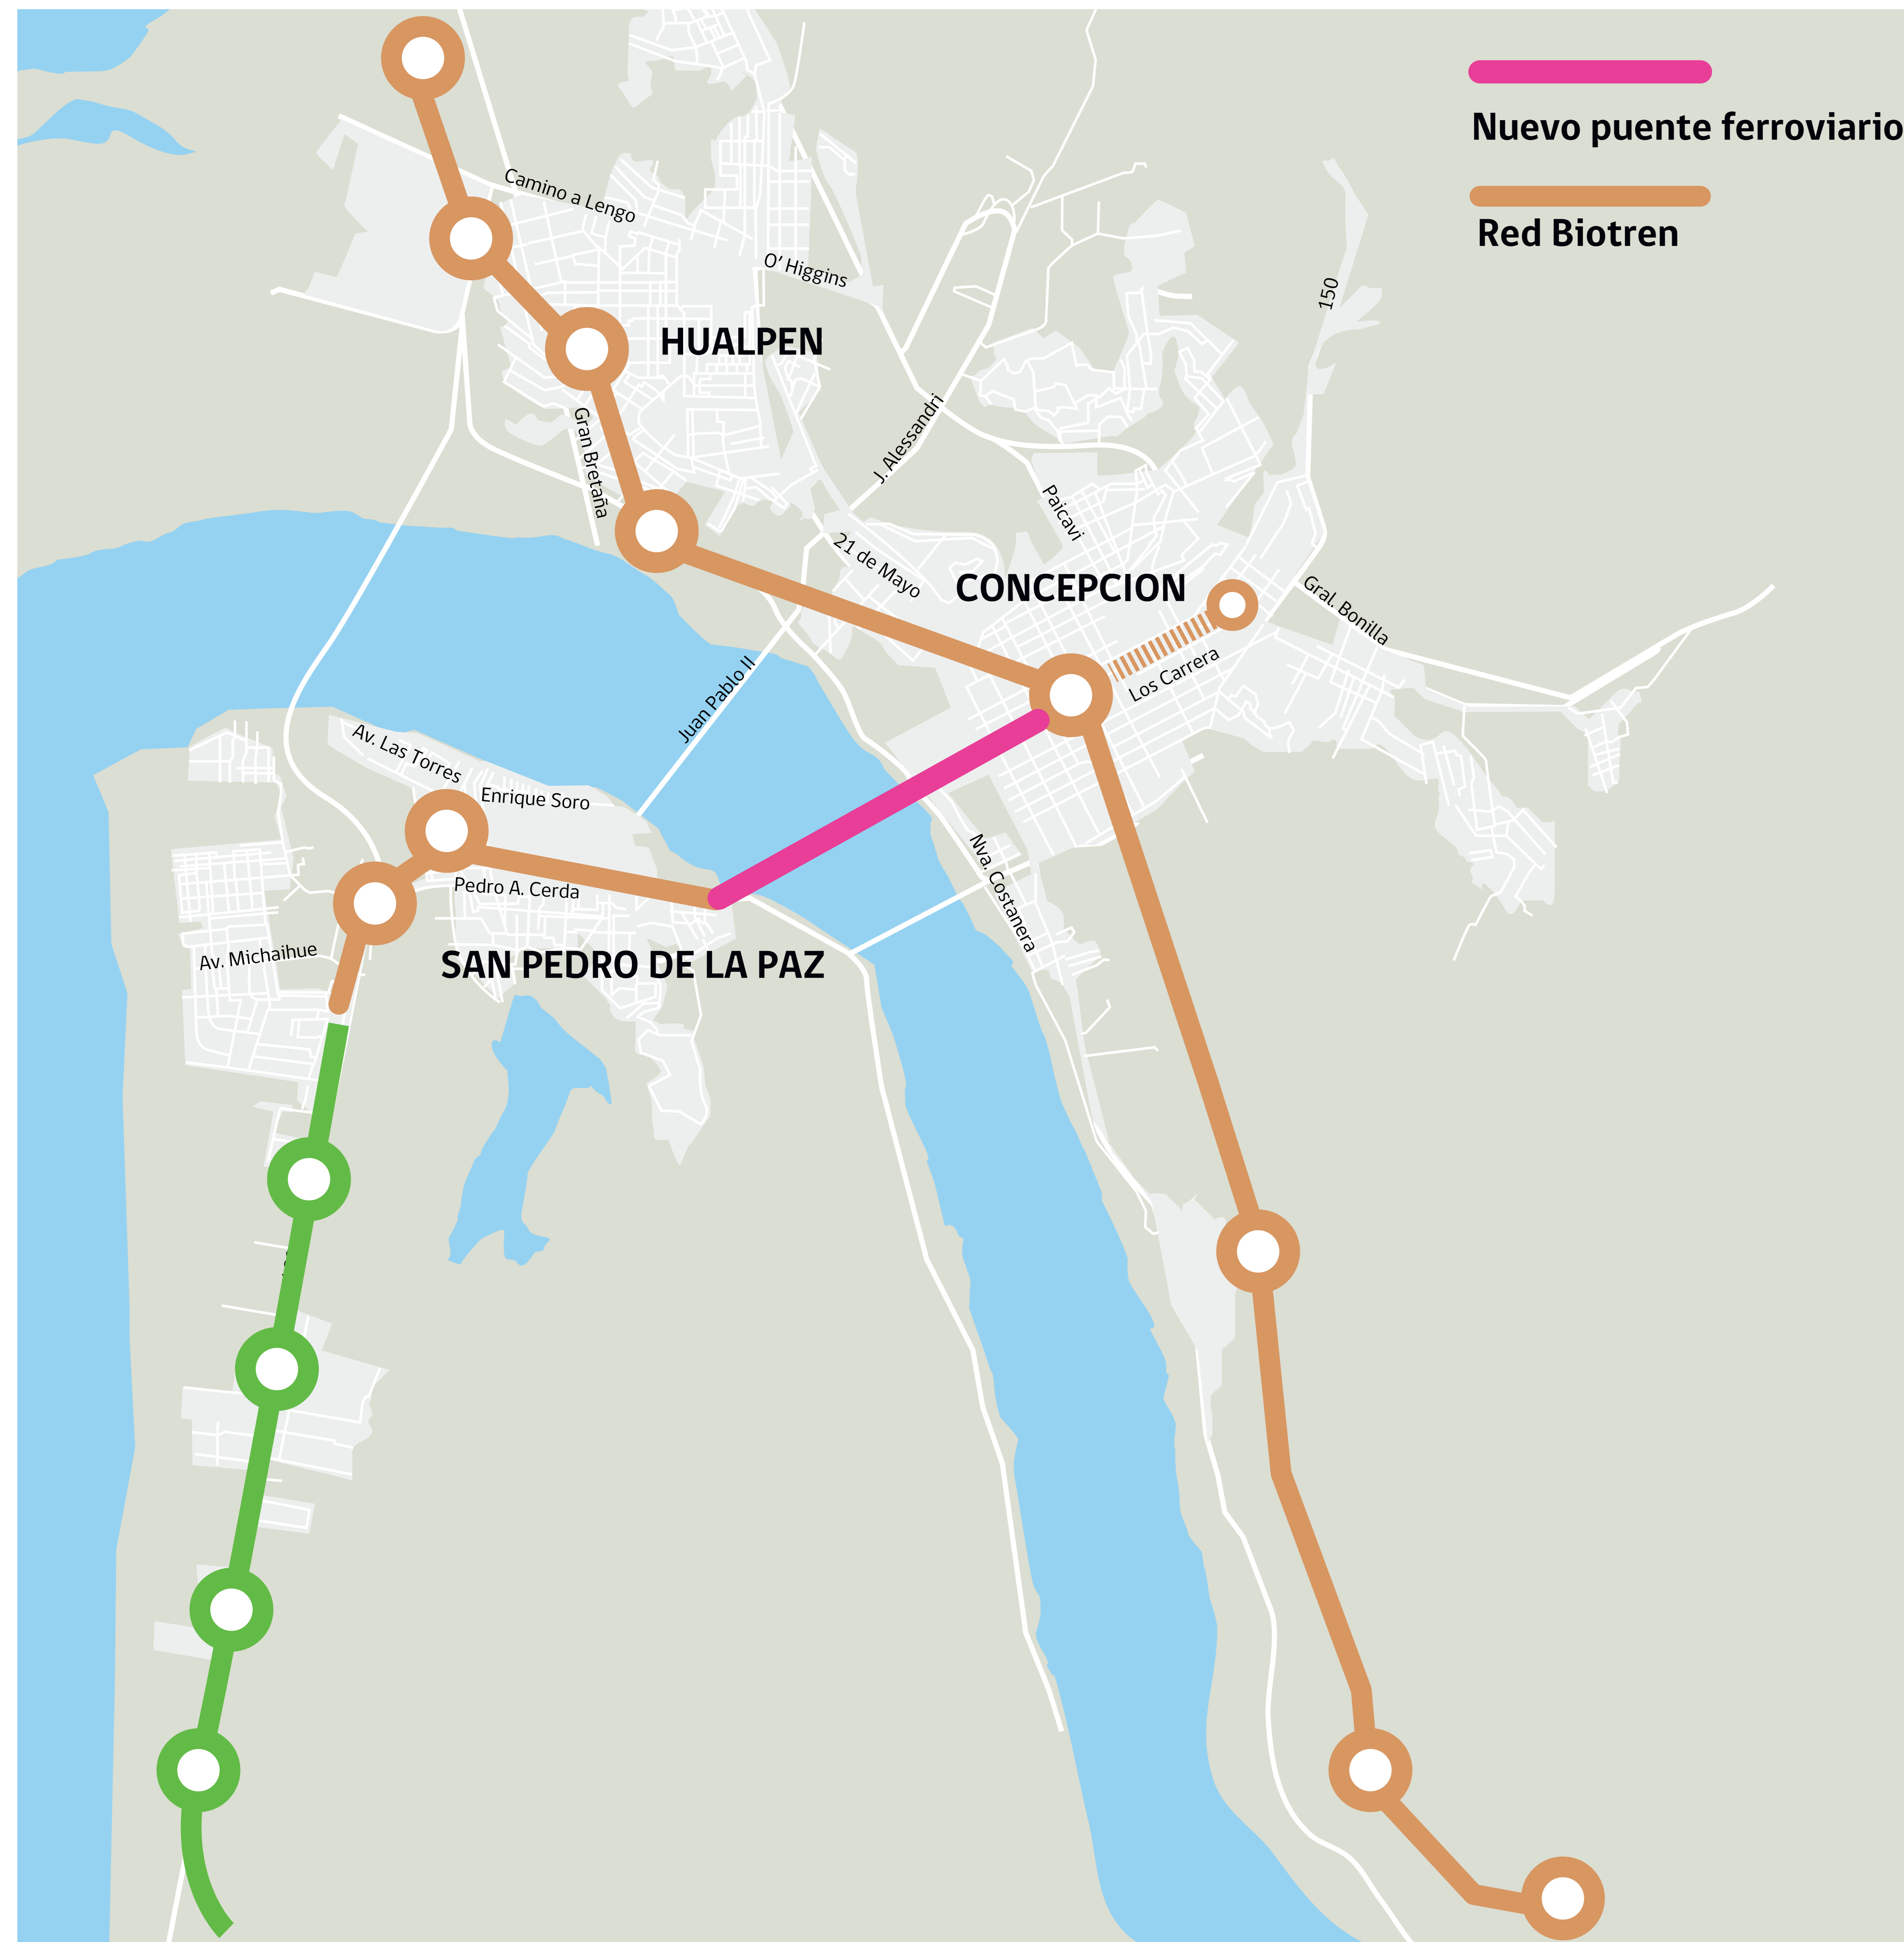 Nuevo puente ferroviario
Red Biotren
Camino a Lengo
O' Higgins
150
HUALPEN
J. Alessandri
Gran Bretaña
Paicavi
21 de Mayo
CONCEPCION
Gral. Bonilla
Los Carrera
Juan Pablo II
Av. Las Torres
Enrique Soro
Pedro A. Cerda
Nva. Costanera
Av. Michaihue
SAN PEDRO DE LA PAZ